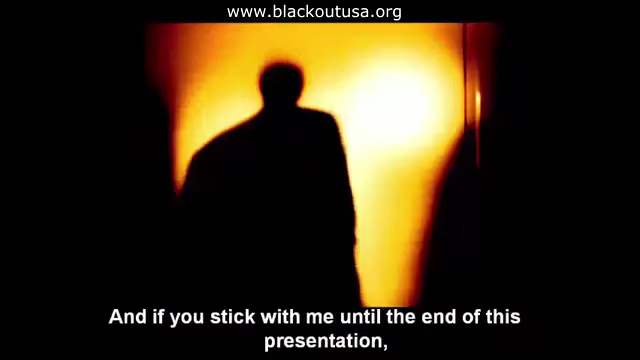 www.blackoutusa.org
And if you stick with me until the end of this
presentation,